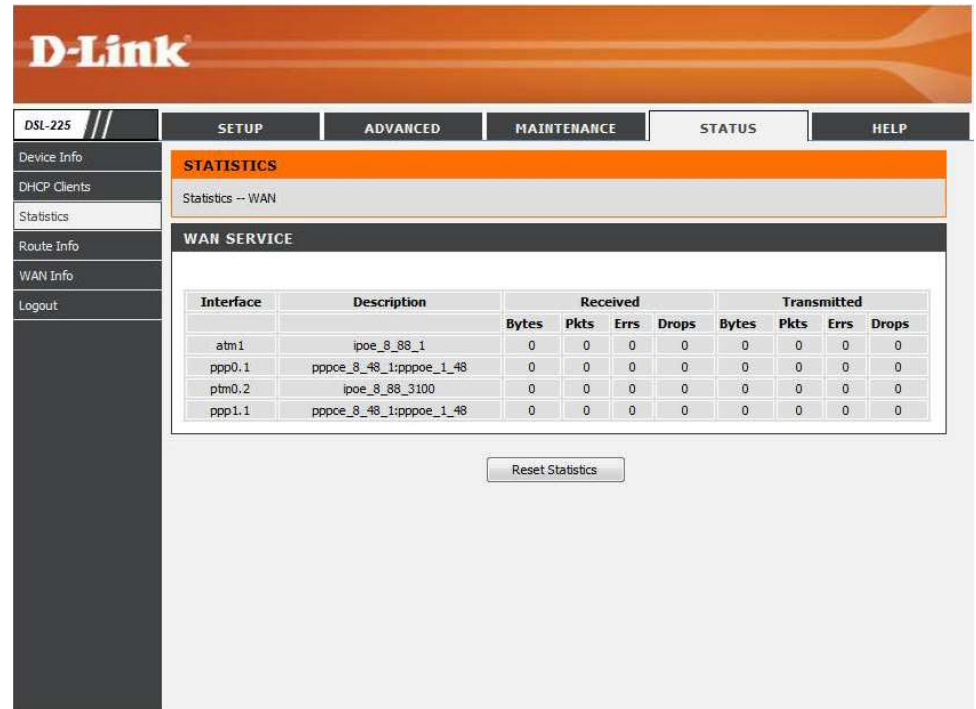 D-Link
DSL-225
SETUP ADVANCED MAINTENANCE STATUS HELP
Device Info
DHCP Clients
Statistics
Route Info
WAN Info
Logout
STATISTICS
Statistics -- WAN
WAN SERVICE
Interface Description Received Transmitted
Bytes Pkts Errs Drops Bytes Pkts Errs Drops
atm1 ipoe_8_88_1 0 0 0 0 0 0 0 0
ppp0.1 pppoe_8_48_1:pppoe_1_48 0 0 0 0 0 0 0 0
ptm0.2 ipoe_8_88_3100 0 0 0 0 0 0 0 0
ppp1.1 pppoe_8_48_1:pppoe_1_48 0 0 0 0 0 0 0 0
Reset Statistics